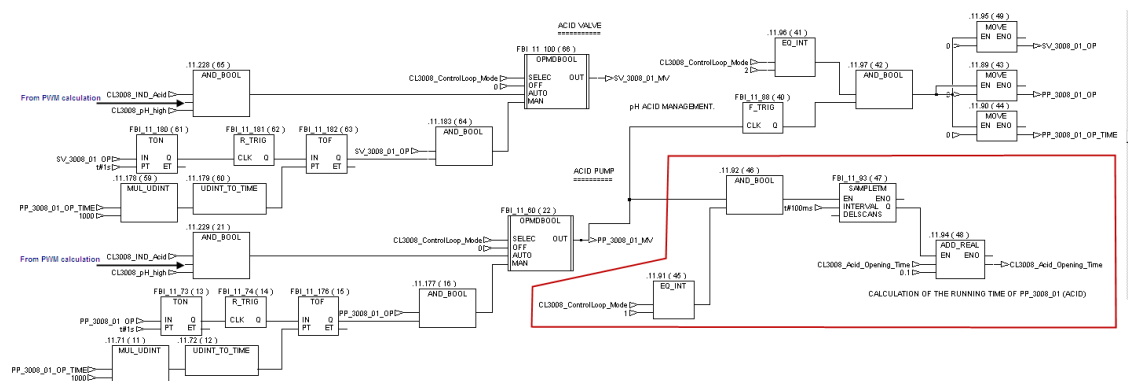 ACID VALVE
==========
.11.228 ( 65 )
AND_BOOL
From PWM calculation
CL3008_IND_Acid
CL3008_pH_high
FBI_11_100 ( 66 )
OPMDBOOL
CL3008_ControlLoop_Mode
0
SELEC OUT
OFF
AUTO
MAN
SV_3008_01_MV
FBI_11_180 ( 61 )
TON
IN Q
PT ET
SV_3008_01_OP
t#1s
FBI_11_181 ( 62 )
R_TRIG
CLK Q
FBI_11_182 ( 63 )
TOF
IN Q
PT ET
.11.183 ( 64 )
AND_BOOL
SV_3008_01_OP
.11.178 ( 59 )
MUL_UDINT
.11.179 ( 60 )
UDINT_TO_TIME
PP_3008_01_OP_TIME
1000
.11.229 ( 21 )
AND_BOOL
From PWM calculation
CL3008_IND_Acid
CL3008_pH_high
ACID PUMP
==========
FBI_11_60 ( 22 )
OPMDBOOL
CL3008_ControlLoop_Mode
0
SELEC OUT
OFF
AUTO
MAN
PP_3008_01_MV
FBI_11_73 ( 13 )
TON
IN Q
PT ET
PP_3008_01_OP
t#1s
FBI_11_74 ( 14 )
R_TRIG
CLK Q
FBI_11_176 ( 15 )
TOF
IN Q
PT ET
.11.177 ( 16 )
AND_BOOL
PP_3008_01_OP
.11.71 ( 11 )
MUL_UDINT
.11.72 ( 12 )
UDINT_TO_TIME
PP_3008_01_OP_TIME
1000
pH ACID MANAGEMENT.
.11.96 ( 41 )
EQ_INT
CL3008_ControlLoop_Mode
2
FBI_11_88 ( 40 )
F_TRIG
CLK Q
.11.97 ( 42 )
AND_BOOL
.11.95 ( 49 )
MOVE
EN ENO
0
SV_3008_01_OP
.11.89 ( 43 )
MOVE
EN ENO
PP_3008_01_OP
.11.90 ( 44 )
MOVE
EN ENO
0
PP_3008_01_OP_TIME
.11.92 ( 46 )
AND_BOOL
FBI_11_93 ( 47 )
SAMPLETM
EN ENO
INTERVAL Q
DELSCANS
t#100ms
.11.94 ( 48 )
ADD_REAL
EN ENO
CL3008_Acid_Opening_Time
0.1
CL3008_Acid_Opening_Time
.11.91 ( 45 )
EQ_INT
CL3008_ControlLoop_Mode
1
CALCULATION OF THE RUNNING TIME OF PP_3008_01 (ACID)